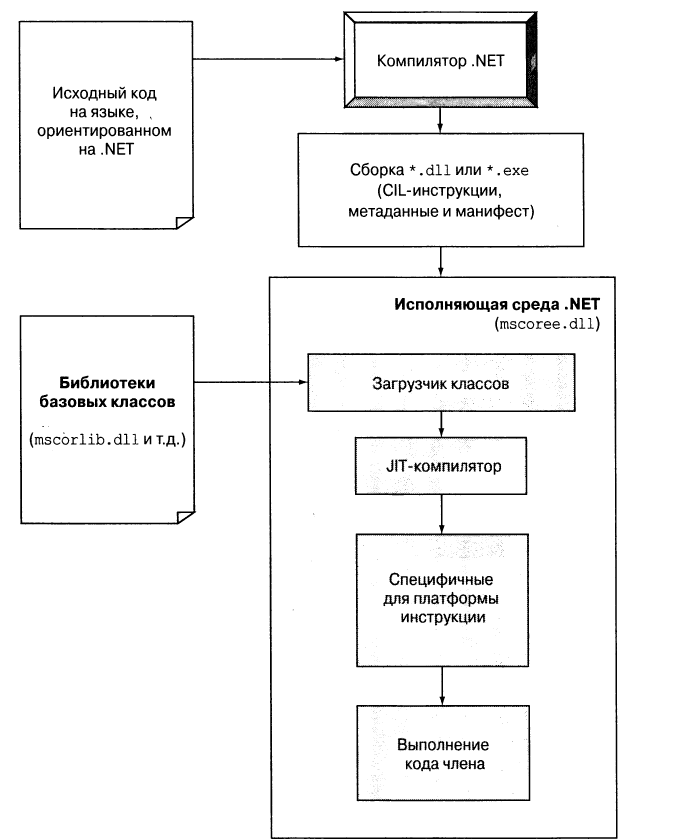 Исходный код
на языке,
ориентированном
на .NET
Компилятор .NET
Сборка *.dll или *.exe
(CIL-инструкции,
метаданные и манифест)
Исполняющая среда .NET
(mscoree.dll)
Библиотеки
базовых классов
(mscorlib.dll и т.д.)
Загрузчик классов
JIT-компилятор
Специфичные
для платформы
инструкции
Выполнение
кода члена